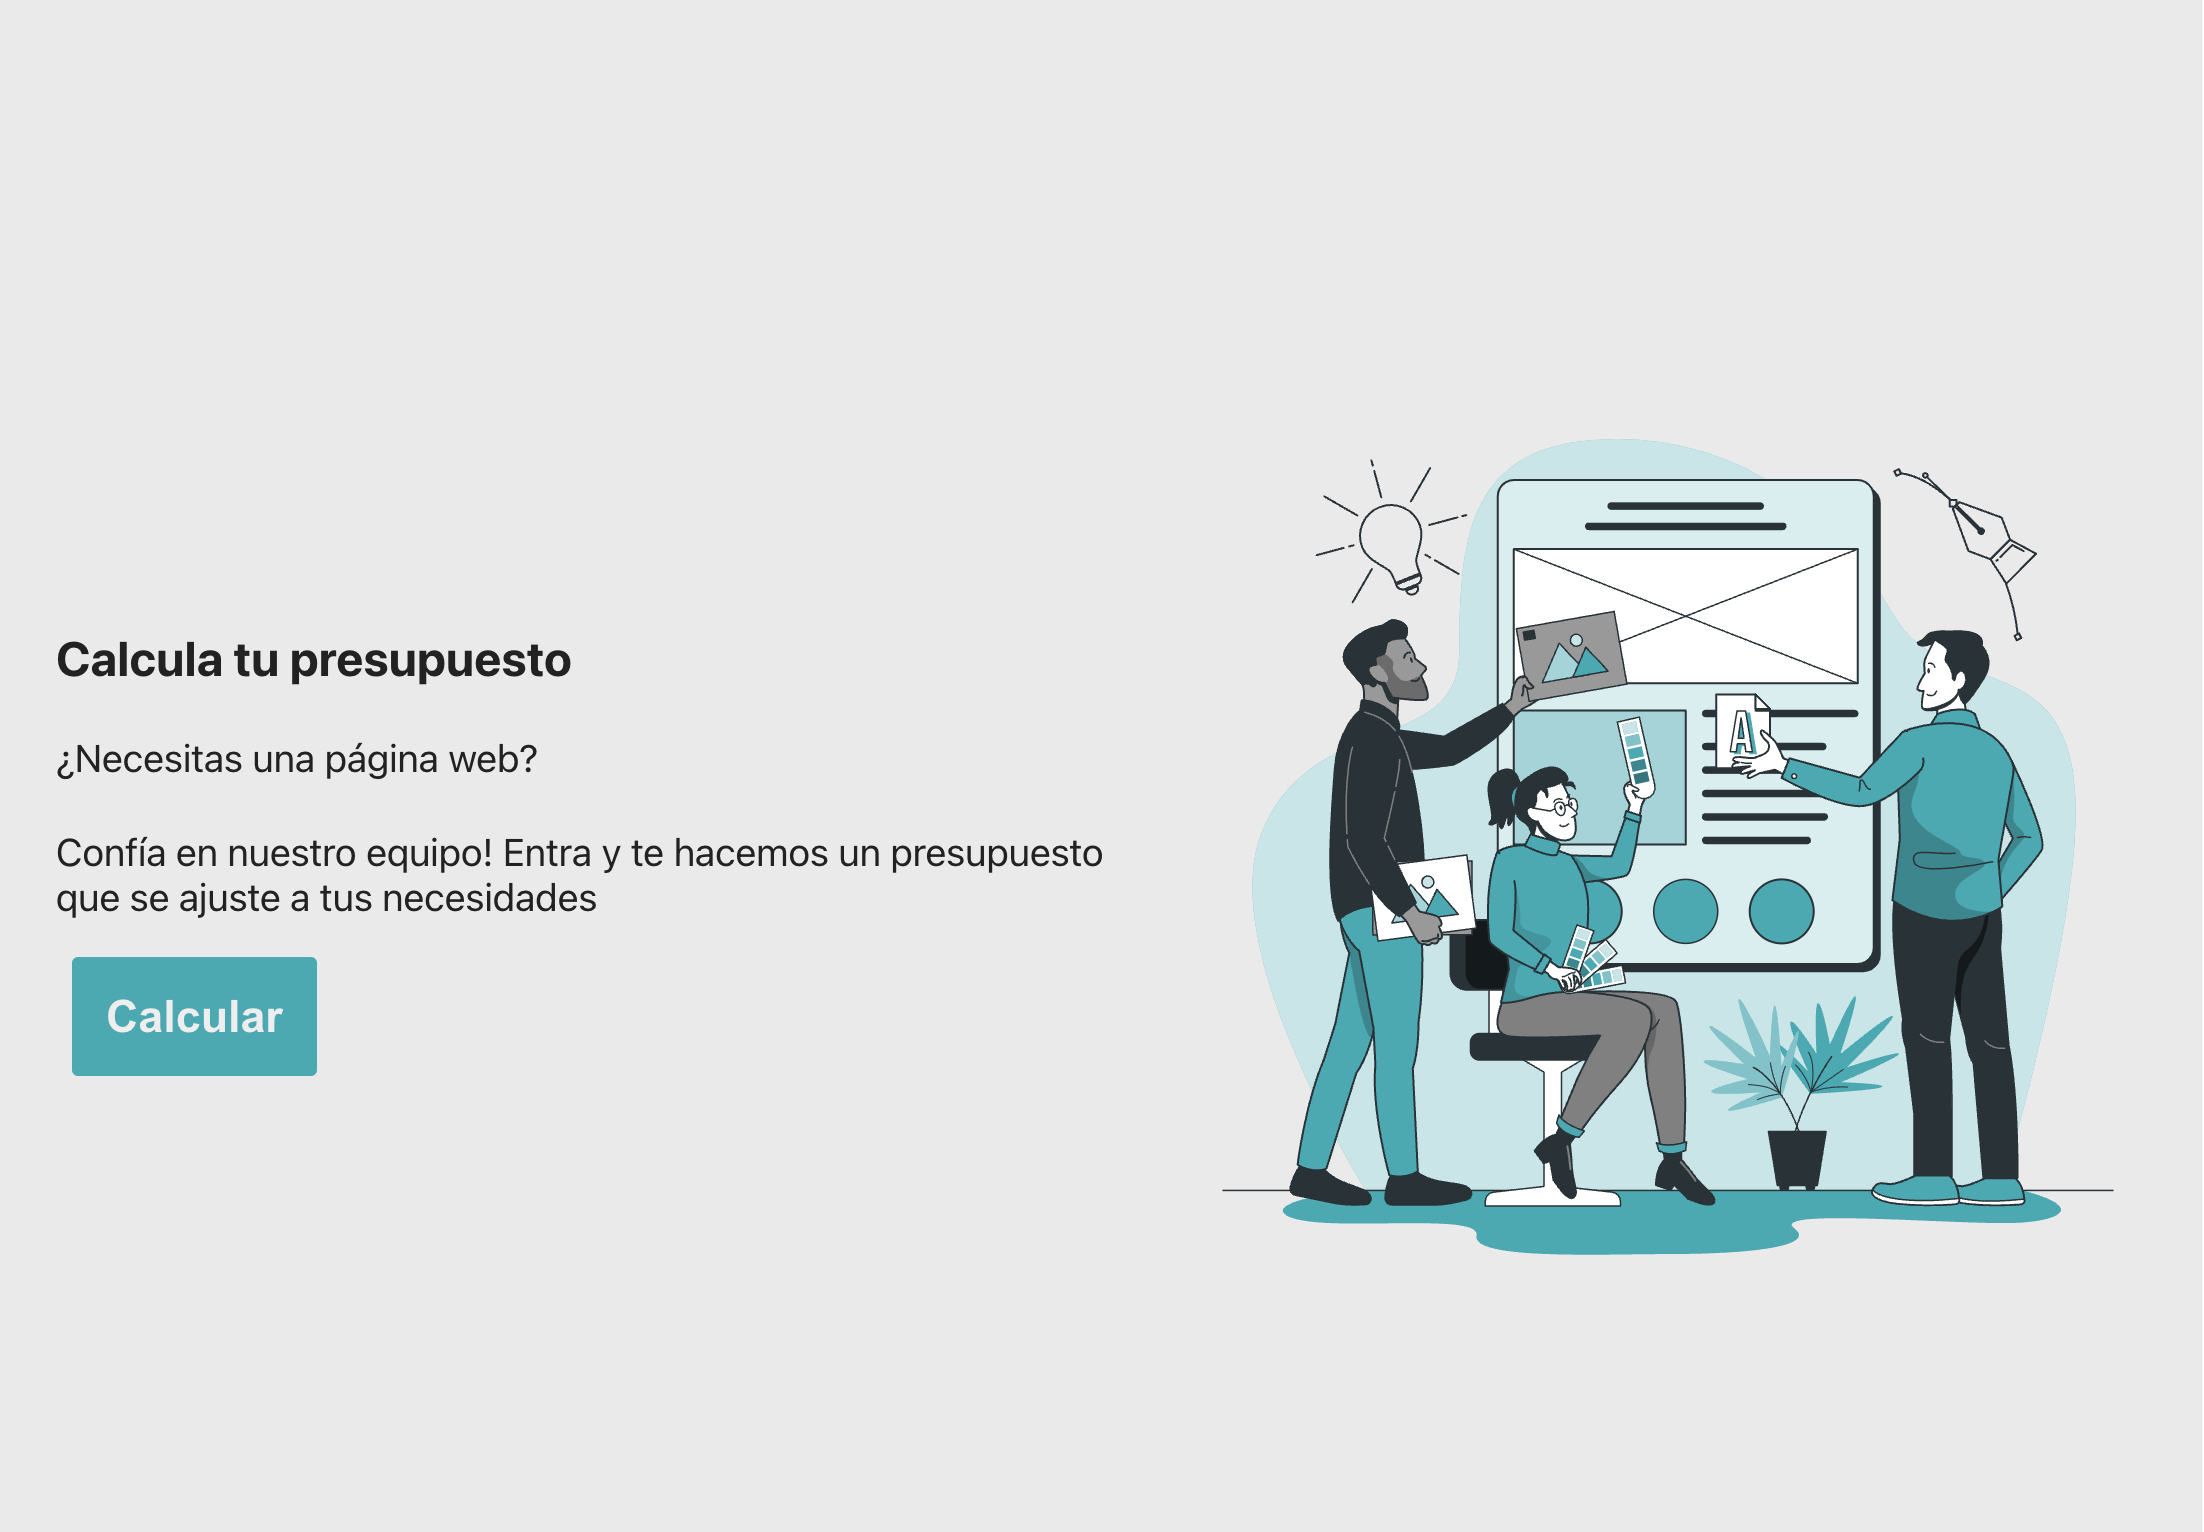 Calcula tu presupuesto
¿Necesitas una página web?
Confía en nuestro equipo! Entra y te hacemos un presupuesto
que se ajuste a tus necesidades
Calcular
A